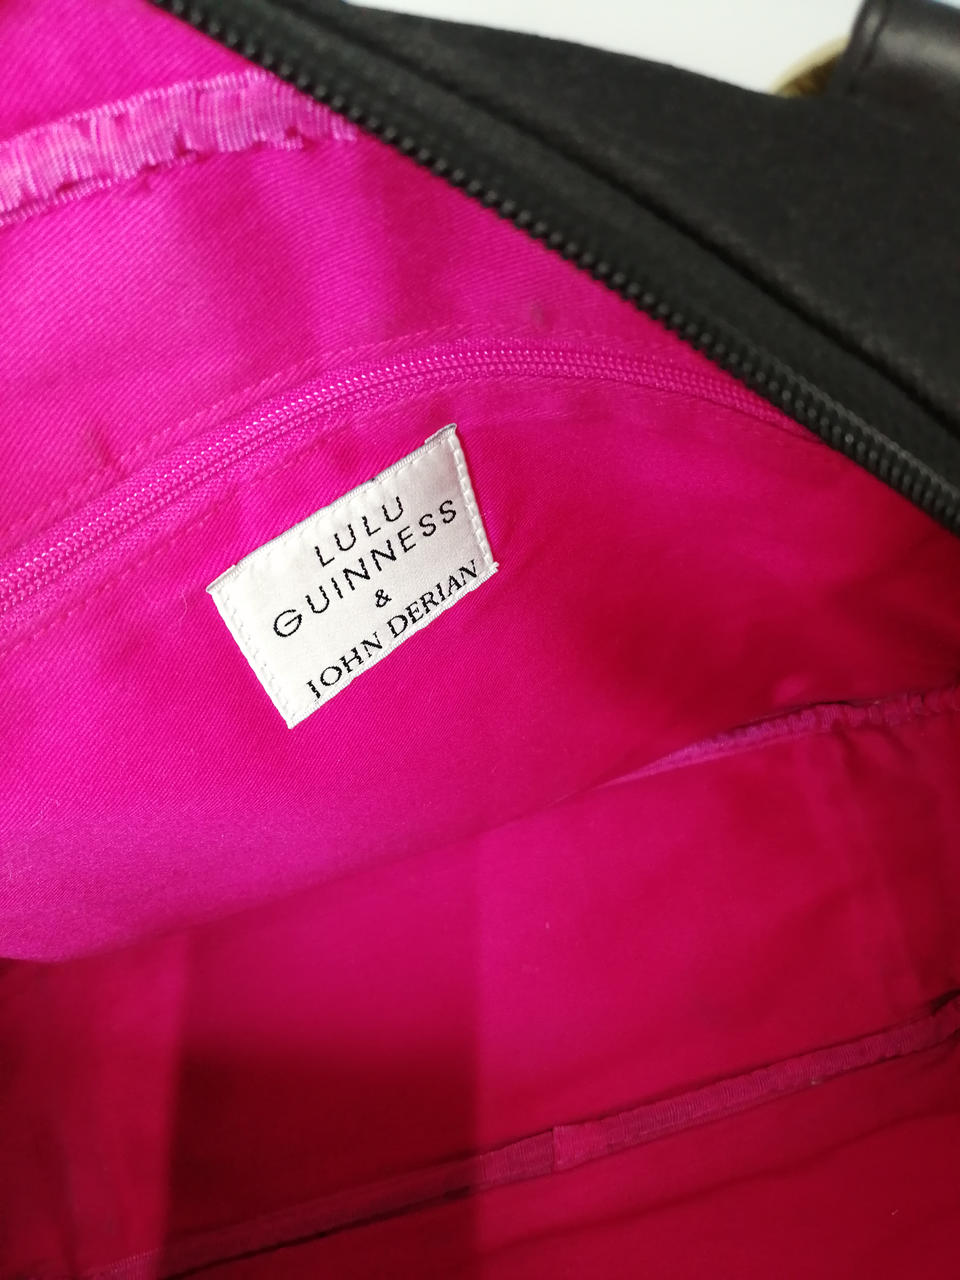 LULU
GUINNESS
&
JOHN DERIAN